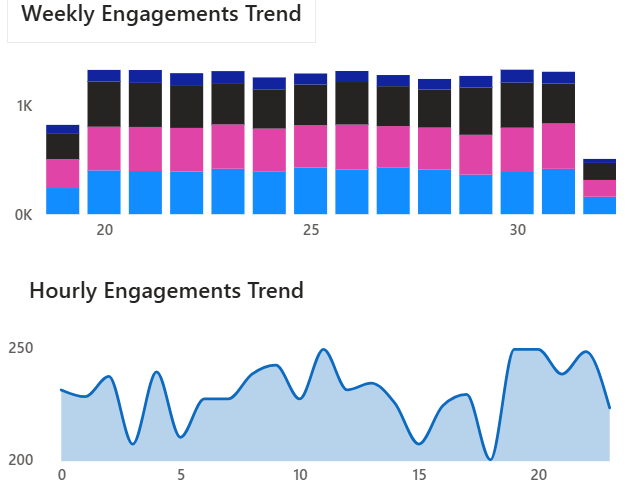 Weekly Engagements Trend
1K
0K
20 25 30
Hourly Engagements Trend
250
200
0 5 10 15 20